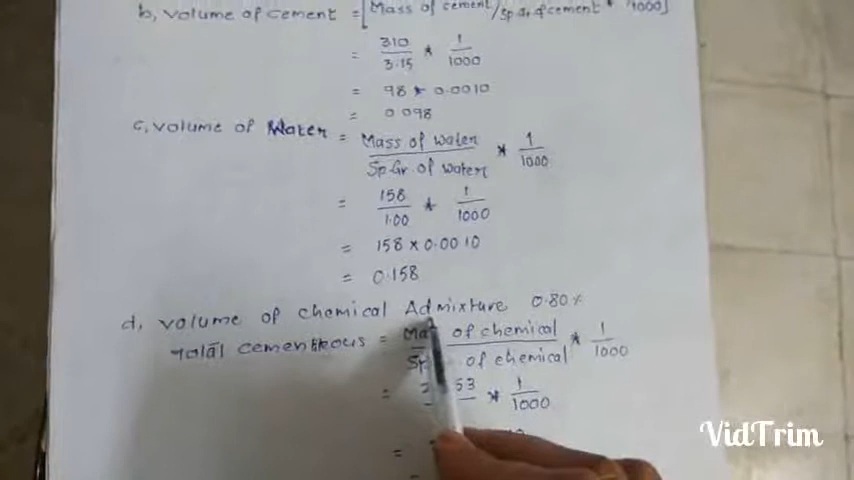 b, volume of cement = [Mass of cement/Sp.Gr. of cement * 1/1000]
= 310/3.15 * 1/1000
= 98 * 0.0010
= 0.098
c, volume of Water = Mass of water/Sp.Gr of water * 1/1000
= 158/1.00 * 1/1000
= 158 x 0.0010
= 0.158
d, volume of chemical Admixture 0.80%
Total cementeous = of chemical/of chemical * 1/1000
= 53 * 1/1000
=
VidTrim